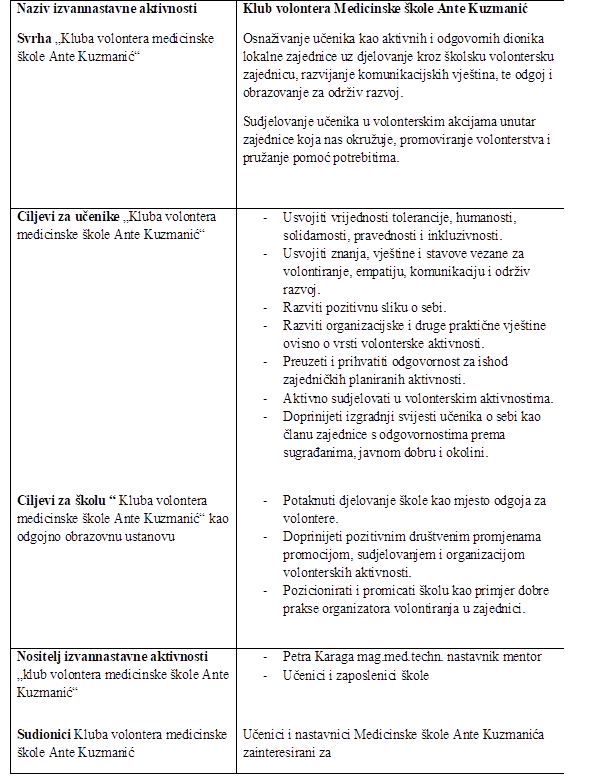 Naziv izvannastavne aktivnosti
Klub volontera Medicinske škole Ante Kuzmanić
Svrha „Kluba volontera medicinske
škole Ante Kuzmanić“
Osnaživanje učenika kao aktivnih i odgovornih dionika
lokalne zajednice uz djelovanje kroz školsku volontersku
zajednicu, razvijanje komunikacijskih vještina, te odgoj i
obrazovanje za održiv razvoj.
Sudjelovanje učenika u volonterskim akcijama unutar
zajednice koja nas okružuje, promoviranje volonterstva i
pružanje pomoć potrebitima.
Ciljevi za učenike „Kluba volontera
medicinske škole Ante Kuzmanić“
- Usvojiti vrijednosti tolerancije, humanosti,
solidarnosti, pravednosti i inkluzivnosti.
- Usvojiti znanja, vještine i stavove vezane za
volontiranje, empatiju, komunikaciju i održiv
razvoj.
- Razviti pozitivnu sliku o sebi.
- Razviti organizacijske i druge praktične vještine
ovisno o vrsti volonterske aktivnosti.
- Preuzeti i prihvatiti odgovornost za ishod
zajedničkih planiranih aktivnosti.
- Aktivno sudjelovati u volonterskim aktivnostima.
- Doprinijeti izgradnji svijesti učenika o sebi kao
članu zajednice s odgovornostima prema
sugrađanima, javnom dobru i okolini.
Ciljevi za školu “ Kluba volontera
medicinske škole Ante Kuzmanić“ kao
odgojno obrazovnu ustanovu
- Potaknuti djelovanje škole kao mjesto odgoja za
volontere.
- Doprinijeti pozitivnim društvenim promjenama
promocijom, sudjelovanjem i organizacijom
volonterskih aktivnosti.
- Pozicionirati i promicati školu kao primjer dobre
prakse organizatora volontiranja u zajednici.
Nositelj izvannastavne aktivnosti
„klub volontera medicinske škole Ante
Kuzmanić“
- Petra Karaga mag.med.techn. nastavnik mentor
- Učenici i zaposlenici škole
Sudionici Kluba volontera medicinske
škole Ante Kuzmanić
Učenici i nastavnici Medicinske škole Ante Kuzmanića
zainteresirani za